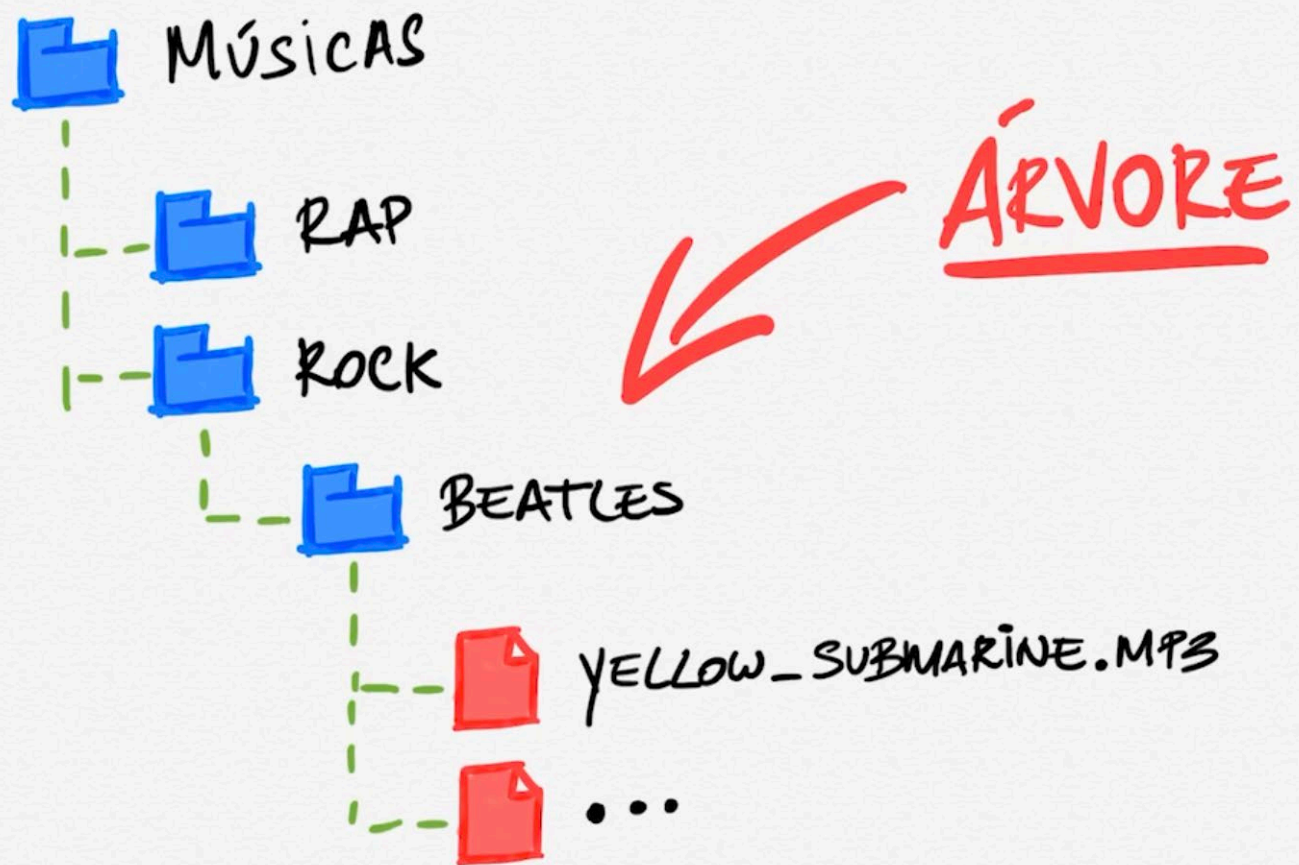 MÚSiCAS
ÁRVORE
RAP
ROCK
BEATLES
YELLOW_SUBMARiNE.MP3
...